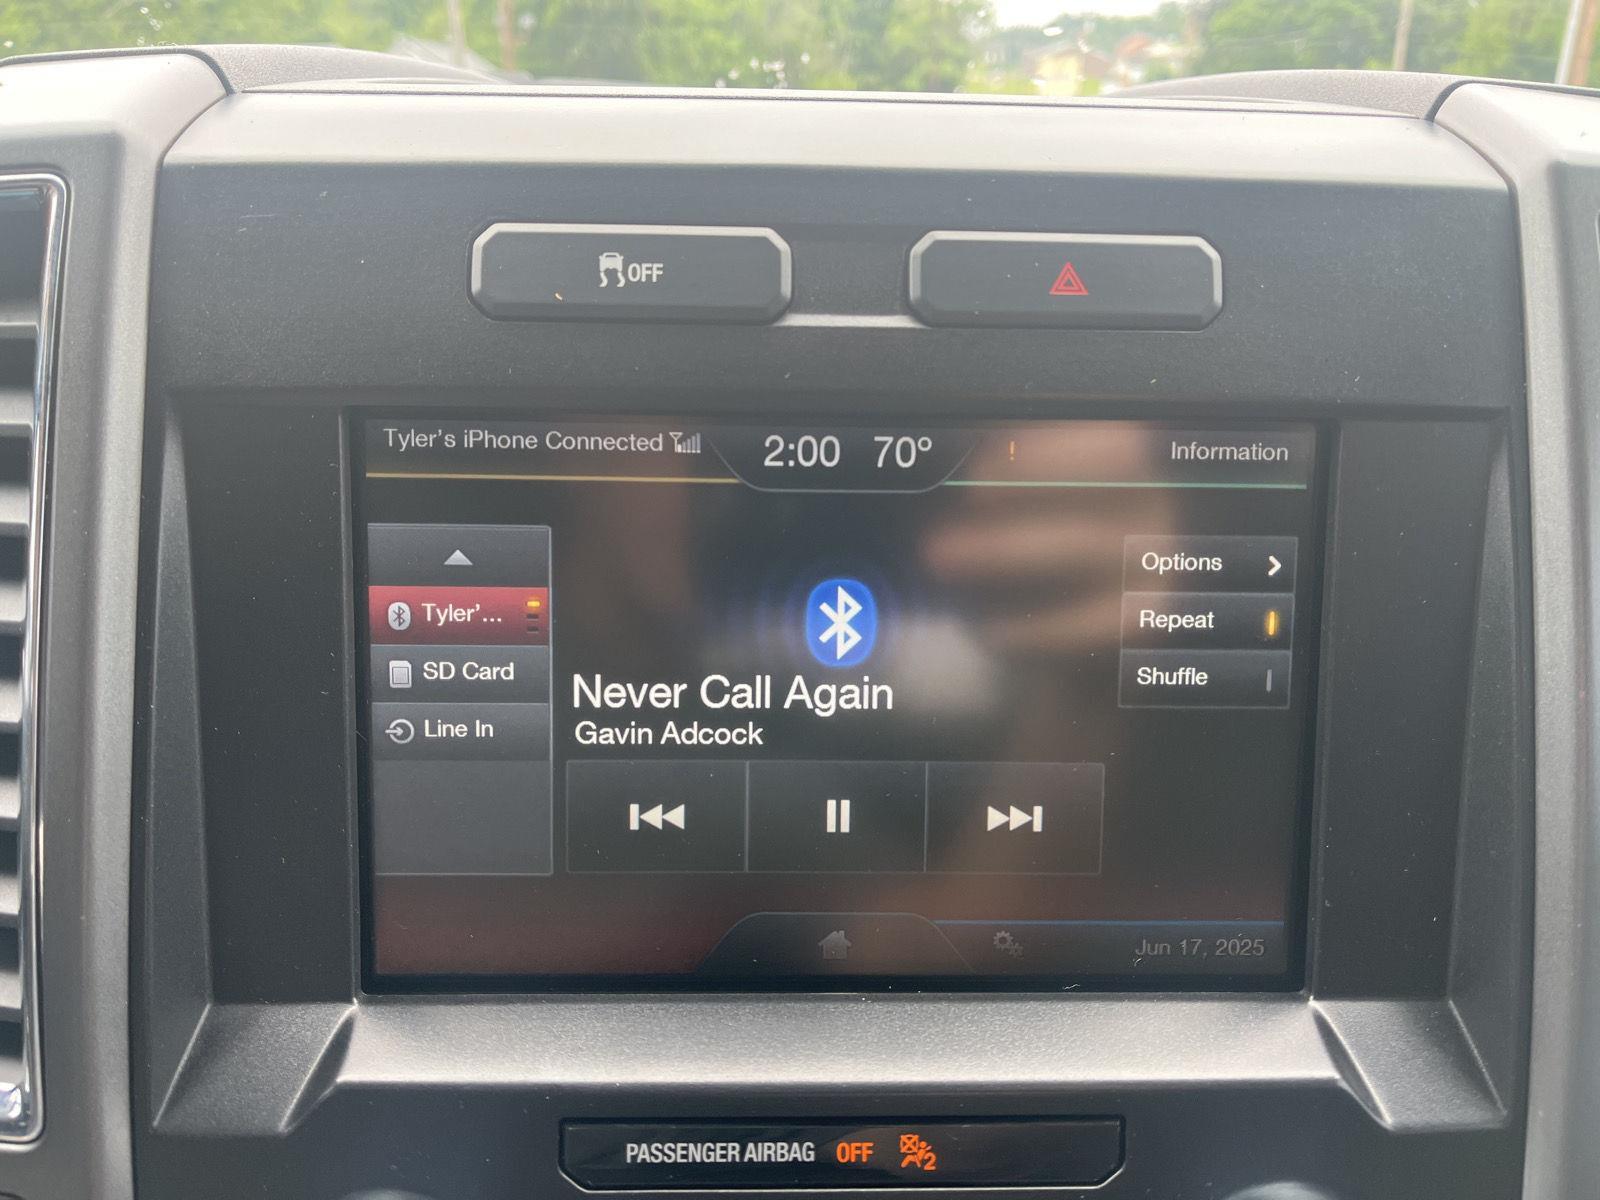 OFF
Tyler's iPhone Connected
2:00 70°
!
Information
Tyler'...
SD Card
Line In
Never Call Again
Gavin Adcock
Options
Repeat
Shuffle
Jun 17, 2025
PASSENGER AIRBAG OFF 2